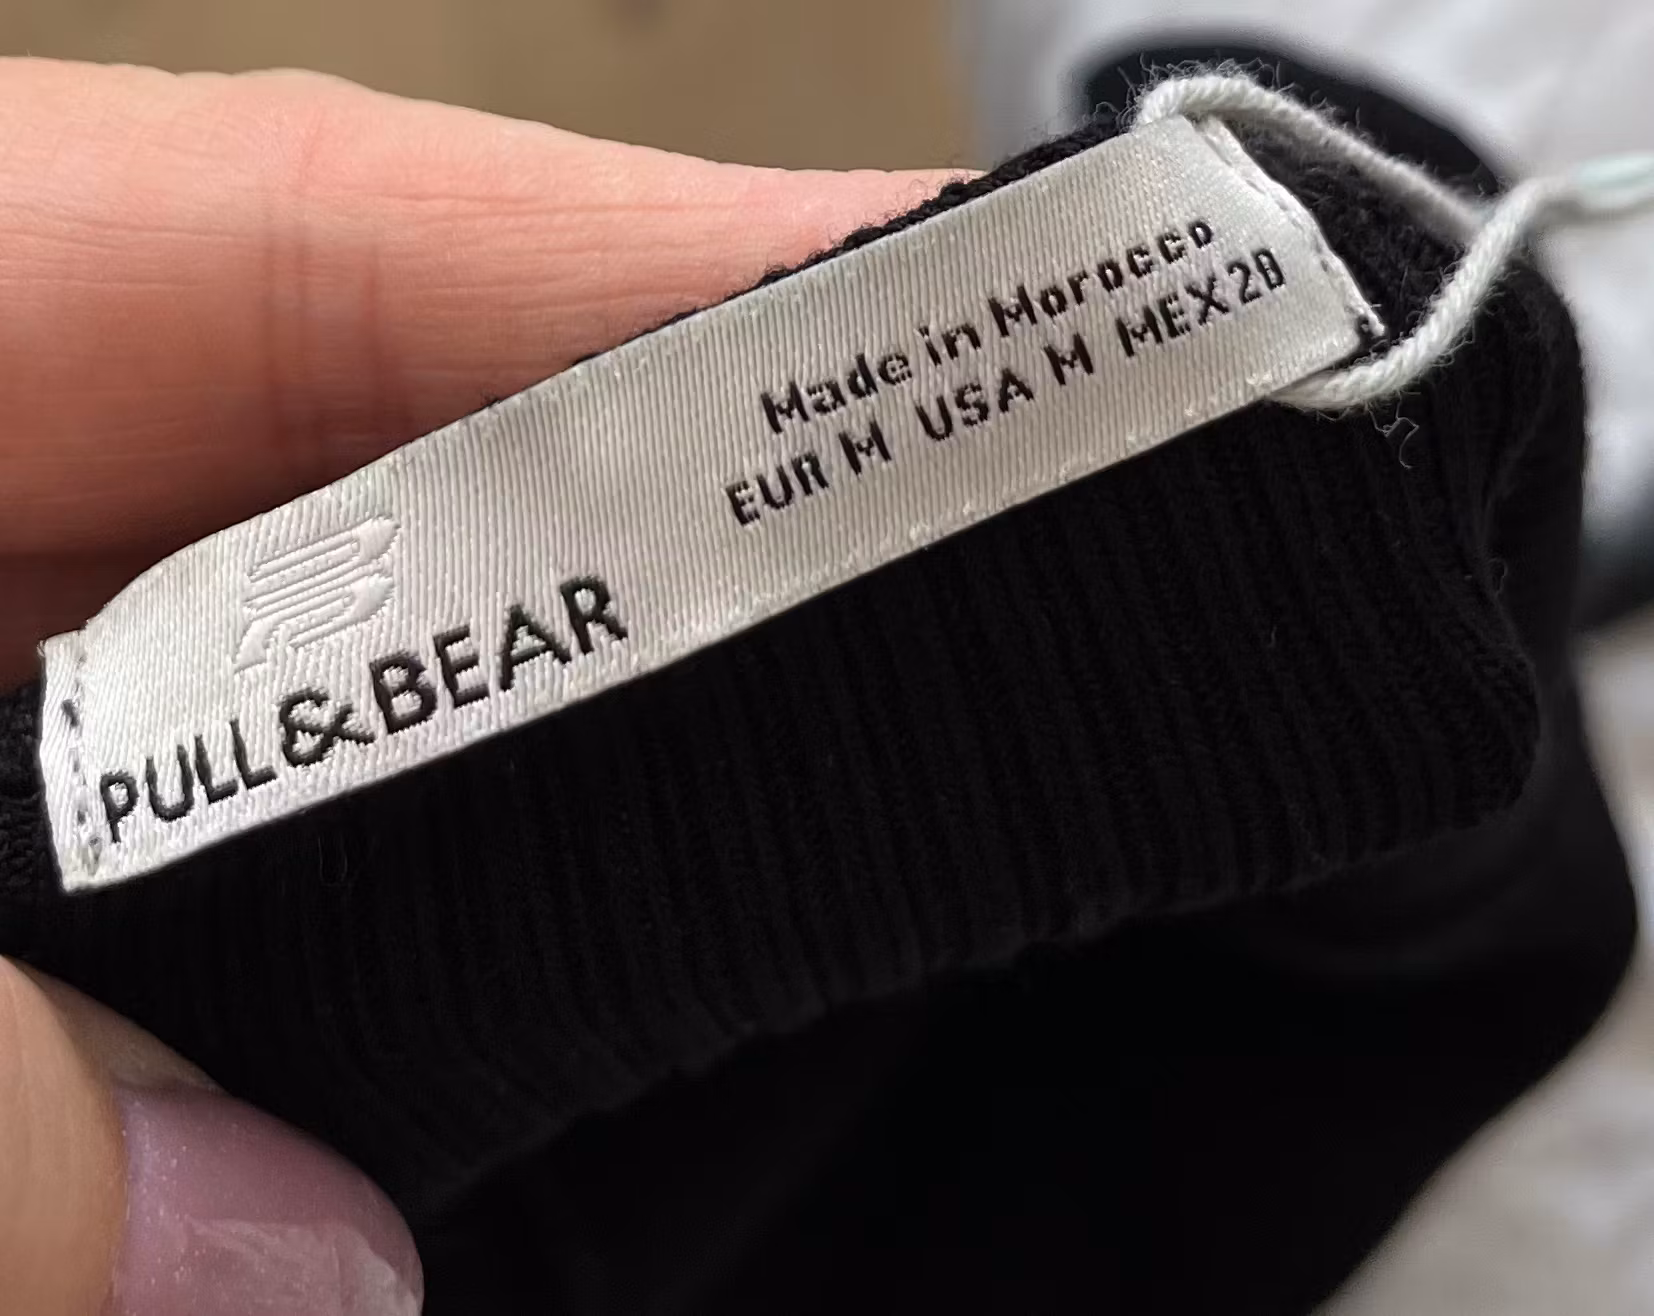 PULL&BEAR
Made in Morocco
EUR M USA M MEX 28